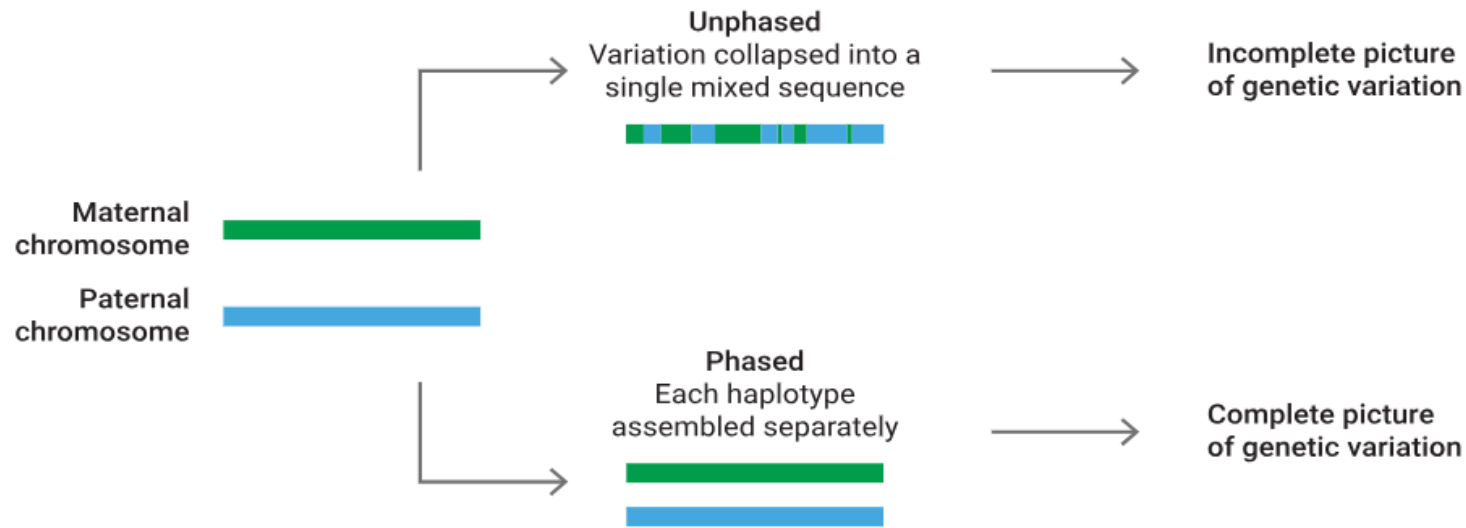 Unphased
Variation collapsed into a
single mixed sequence
Incomplete picture
of genetic variation
Maternal
chromosome
Paternal
chromosome
Phased
Each haplotype
assembled separately
Complete picture
of genetic variation